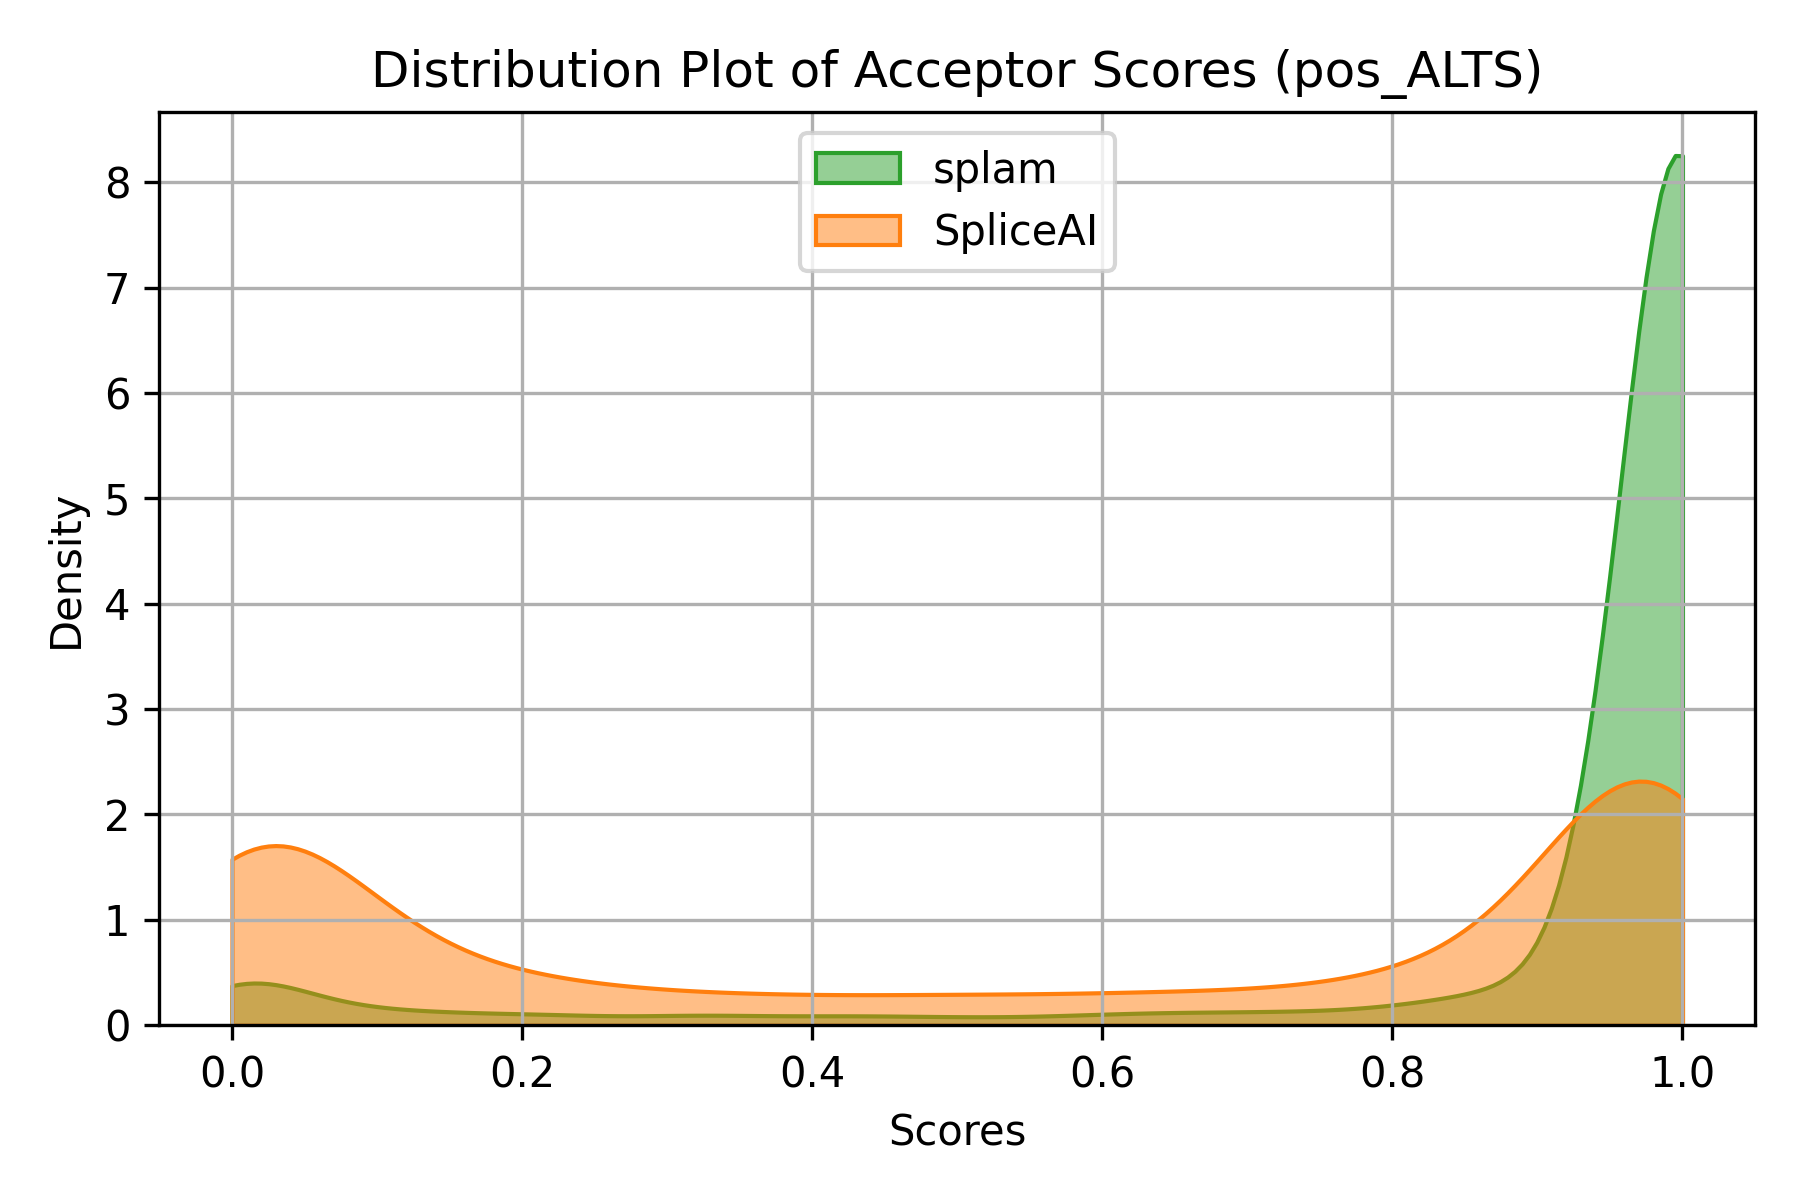 Distribution Plot of Acceptor Scores (pos_ALTS)
splam
SpliceAI
Density
8
7
6
5
4
3
2
1
0
0.0 0.2 0.4 0.6 0.8 1.0
Scores